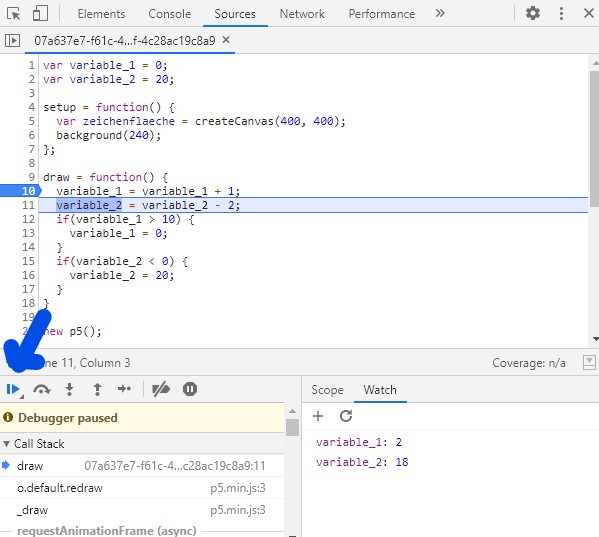 Elements Console Sources Network Performance »
07a637e7-f61c-4...f-4c28ac19c8a9 ×
1 var variable_1 = 0;
2 var variable_2 = 20;
3
4 setup = function() {
5 var zeichenflaeche = createCanvas(400, 400);
6 background(240);
7 };
8
9 draw = function() {
10 variable_1 = variable_1 + 1;
11 variable_2 = variable_2 - 2;
12 if(variable_1 > 10) {
13 variable_1 = 0;
14 }
15 if(variable_2 < 0) {
16 variable_2 = 20;
17 }
18 }
19
new p5();
11, Column 3 Coverage: n/a
Debugger paused
Call Stack
draw 07a637e7-f61c-4...c28ac19c8a9:11
o.default.redraw p5.min.js:3
_draw p5.min.js:3
requestAnimationFrame (async)
Scope Watch
variable_1: 2
variable_2: 18